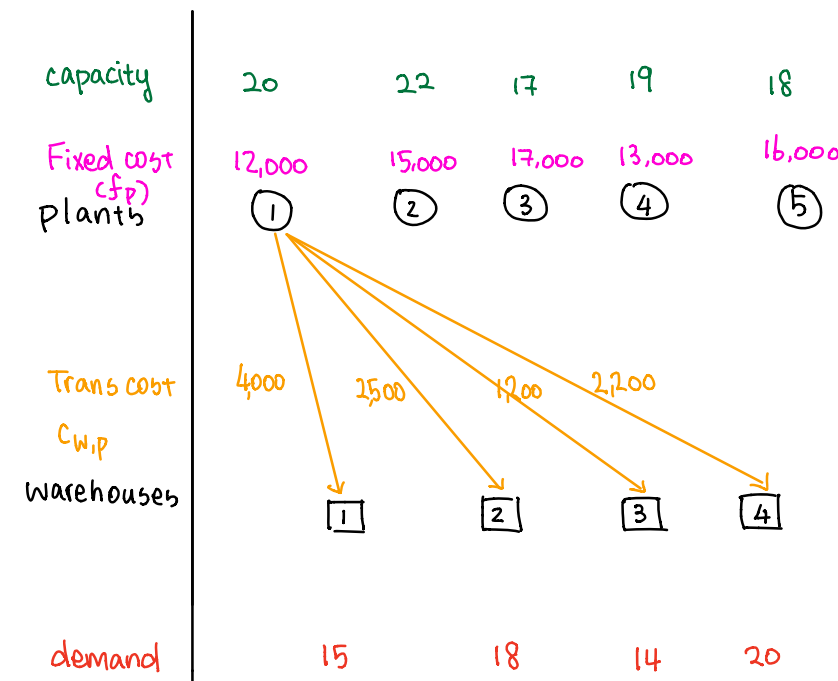 capacity 20 22 17 19 18
Fixed cost 12,000 15,000 17,000 13,000 16,000
(fp)
plants 1 2 3 4 5
Trans cost 4,000 2,500 1,200 2,200
Cw,p
warehouses 1 2 3 4
demand 15 18 14 20